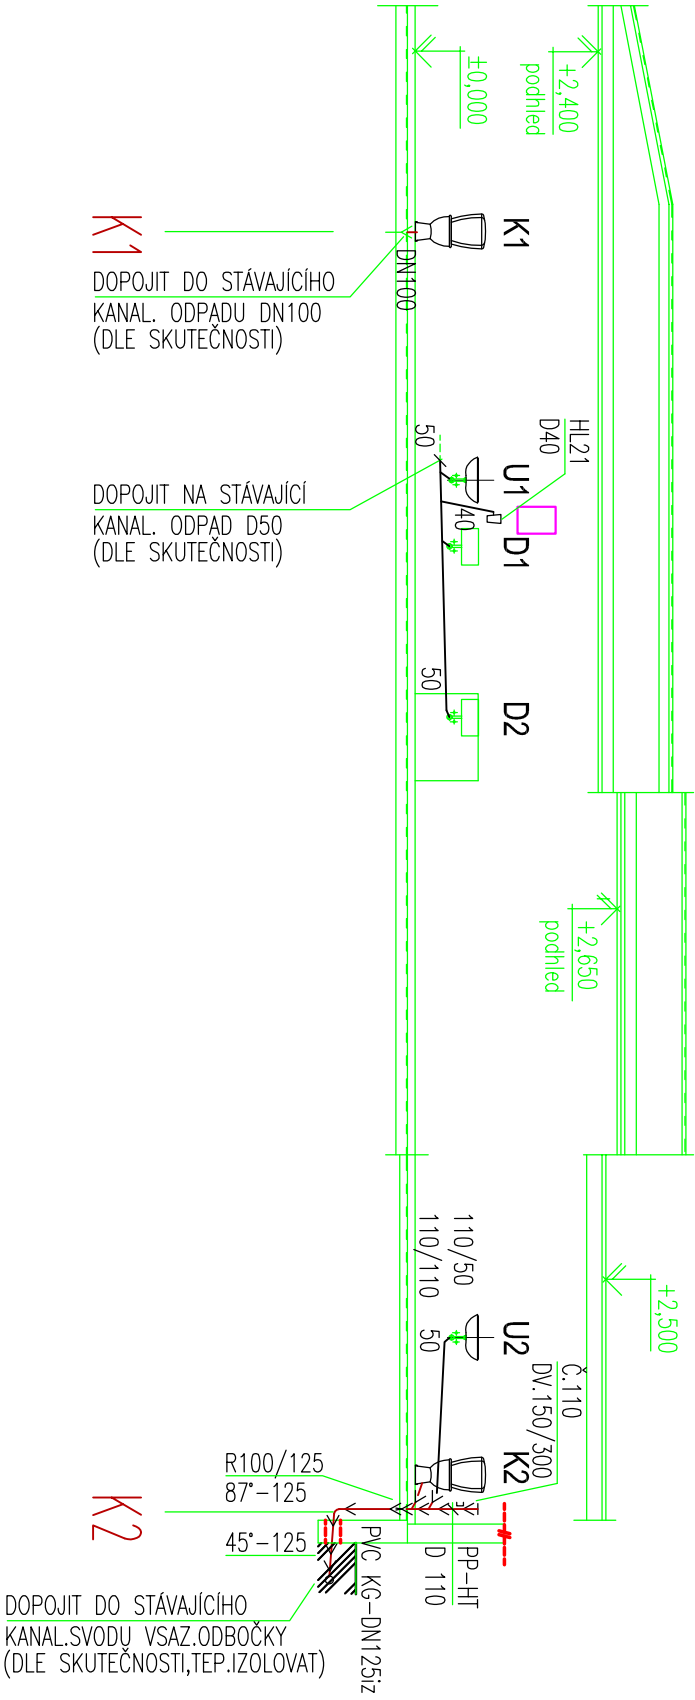 ±0,000
+2,400
podhled
K1
DN100
K1
DOPOJIT DO STÁVAJÍCÍHO
KANAL. ODPADU DN100
(DLE SKUTEČNOSTI)
HL21
D40
50
U1
40
D1
DOPOJIT NA STÁVAJÍCÍ
KANAL. ODPAD D50
(DLE SKUTEČNOSTI)
50
D2
+2,650
podhled
+2,500
110/50
110/110
U2
50
Č.110
DV.150/300
K2
R100/125
87°-125
K2
45°-125
PP-HT
D 110
PVC KG-DN125iz
DOPOJIT DO STÁVAJÍCÍHO
KANAL.SVODU VSAZ.ODBOČKY
(DLE SKUTEČNOSTI,TEP.IZOLOVAT)